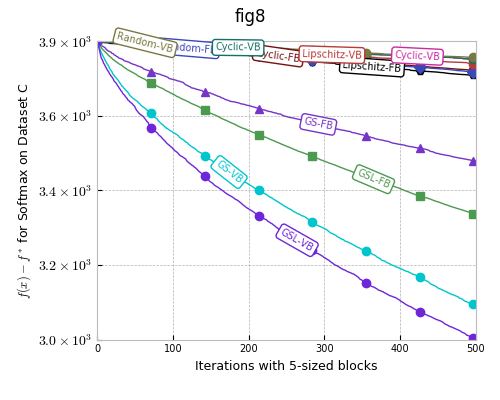 fig8
3.9 × 10³
3.6 × 10³
3.4 × 10³
3.2 × 10³
3.0 × 10³
f(x) − f* for Softmax on Dataset C
Random-VB
Cyclic-VB
Lipschitz-VB
Cyclic-VB
Cyclic-FB
Lipschitz-FB
GS-FB
GSL-FB
GS-VB
GSL-VB
0
100
200
300
400
500
Iterations with 5-sized blocks